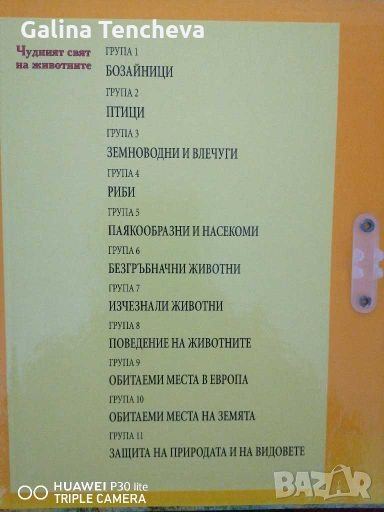 Galina Tencheva
Чудният свят
на животните
ГРУПА 1
БОЗАЙНИЦИ
ГРУПА 2
ПТИЦИ
ГРУПА 3
ЗЕМНОВОДНИ И ВЛЕЧУГИ
ГРУПА 4
РИБИ
ГРУПА 5
ПАЯКООБРАЗНИ И НАСЕКОМИ
ГРУПА 6
БЕЗГРЪБНАЧНИ ЖИВОТНИ
ГРУПА 7
ИЗЧЕЗНАЛИ ЖИВОТНИ
ГРУПА 8
ПОВЕДЕНИЕ НА ЖИВОТНИТЕ
ГРУПА 9
ОБИТАЕМИ МЕСТА В ЕВРОПА
ГРУПА 10
ОБИТАЕМИ МЕСТА НА ЗЕМЯТА
ГРУПА 11
ЗАЩИТА НА ПРИРОДАТА И НА ВИДОВЕТЕ
HUAWEI P30 lite
TRIPLE CAMERA
BAZAR